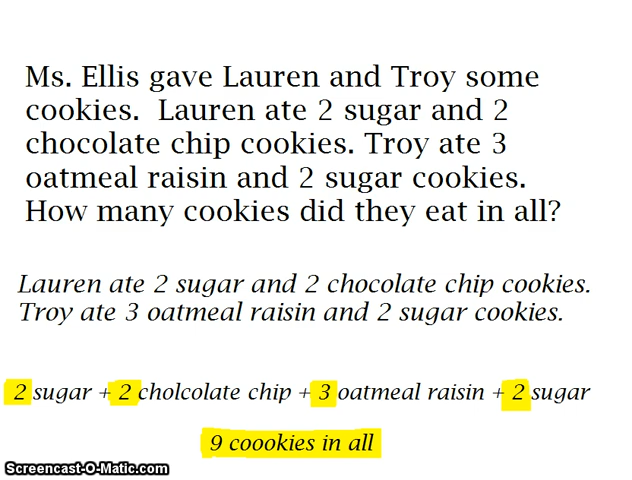 Ms. Ellis gave Lauren and Troy some
cookies.  Lauren ate 2 sugar and 2
chocolate chip cookies. Troy ate 3
oatmeal raisin and 2 sugar cookies.
How many cookies did they eat in all?
Lauren ate 2 sugar and 2 chocolate chip cookies.
Troy ate 3 oatmeal raisin and 2 sugar cookies.
2 sugar + 2 cholcolate chip + 3 oatmeal raisin + 2 sugar
9 coookies in all
Screencast-O-Matic.com